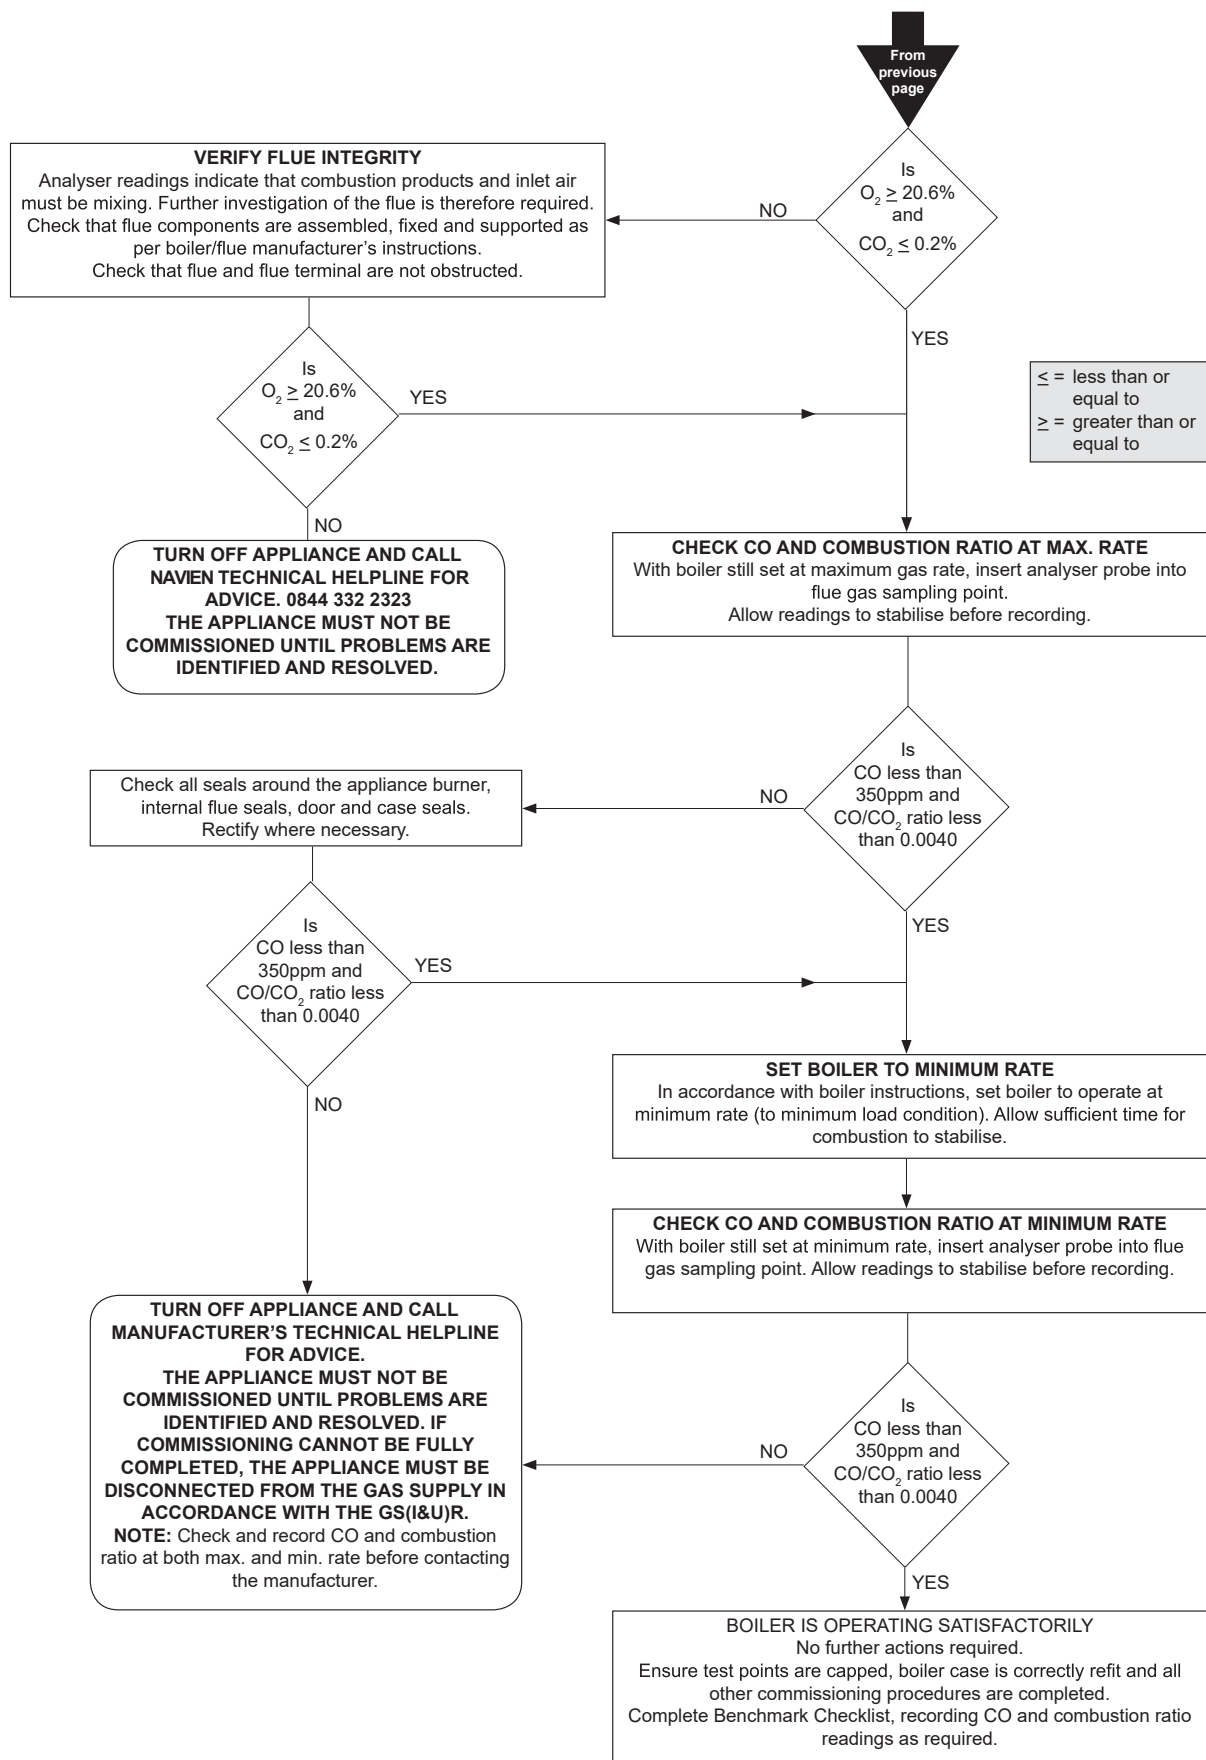 From
previous
page
Is
O₂ ≥ 20.6%
and
CO₂ ≤ 0.2%
NO
YES
VERIFY FLUE INTEGRITY
Analyser readings indicate that combustion products and inlet air
must be mixing. Further investigation of the flue is therefore required.
Check that flue components are assembled, fixed and supported as
per boiler/flue manufacturer’s instructions.
Check that flue and flue terminal are not obstructed.
Is
O₂ ≥ 20.6%
and
CO₂ ≤ 0.2%
YES
NO
≤ = less than or
equal to
≥ = greater than or
equal to
TURN OFF APPLIANCE AND CALL
NAVIEN TECHNICAL HELPLINE FOR
ADVICE. 0844 332 2323
THE APPLIANCE MUST NOT BE
COMMISSIONED UNTIL PROBLEMS ARE
IDENTIFIED AND RESOLVED.
CHECK CO AND COMBUSTION RATIO AT MAX. RATE
With boiler still set at maximum gas rate, insert analyser probe into
flue gas sampling point.
Allow readings to stabilise before recording.
Is
CO less than
350ppm and
CO/CO₂ ratio less
than 0.0040
NO
YES
Check all seals around the appliance burner,
internal flue seals, door and case seals.
Rectify where necessary.
Is
CO less than
350ppm and
CO/CO₂ ratio less
than 0.0040
YES
NO
SET BOILER TO MINIMUM RATE
In accordance with boiler instructions, set boiler to operate at
minimum rate (to minimum load condition). Allow sufficient time for
combustion to stabilise.
CHECK CO AND COMBUSTION RATIO AT MINIMUM RATE
With boiler still set at minimum rate, insert analyser probe into flue
gas sampling point. Allow readings to stabilise before recording.
Is
CO less than
350ppm and
CO/CO₂ ratio less
than 0.0040
NO
YES
TURN OFF APPLIANCE AND CALL
MANUFACTURER’S TECHNICAL HELPLINE
FOR ADVICE.
THE APPLIANCE MUST NOT BE
COMMISSIONED UNTIL PROBLEMS ARE
IDENTIFIED AND RESOLVED. IF
COMMISSIONING CANNOT BE FULLY
COMPLETED, THE APPLIANCE MUST BE
DISCONNECTED FROM THE GAS SUPPLY IN
ACCORDANCE WITH THE GS(I&U)R.
NOTE: Check and record CO and combustion
ratio at both max. and min. rate before contacting
the manufacturer.
BOILER IS OPERATING SATISFACTORILY
No further actions required.
Ensure test points are capped, boiler case is correctly refit and all
other commissioning procedures are completed.
Complete Benchmark Checklist, recording CO and combustion ratio
readings as required.